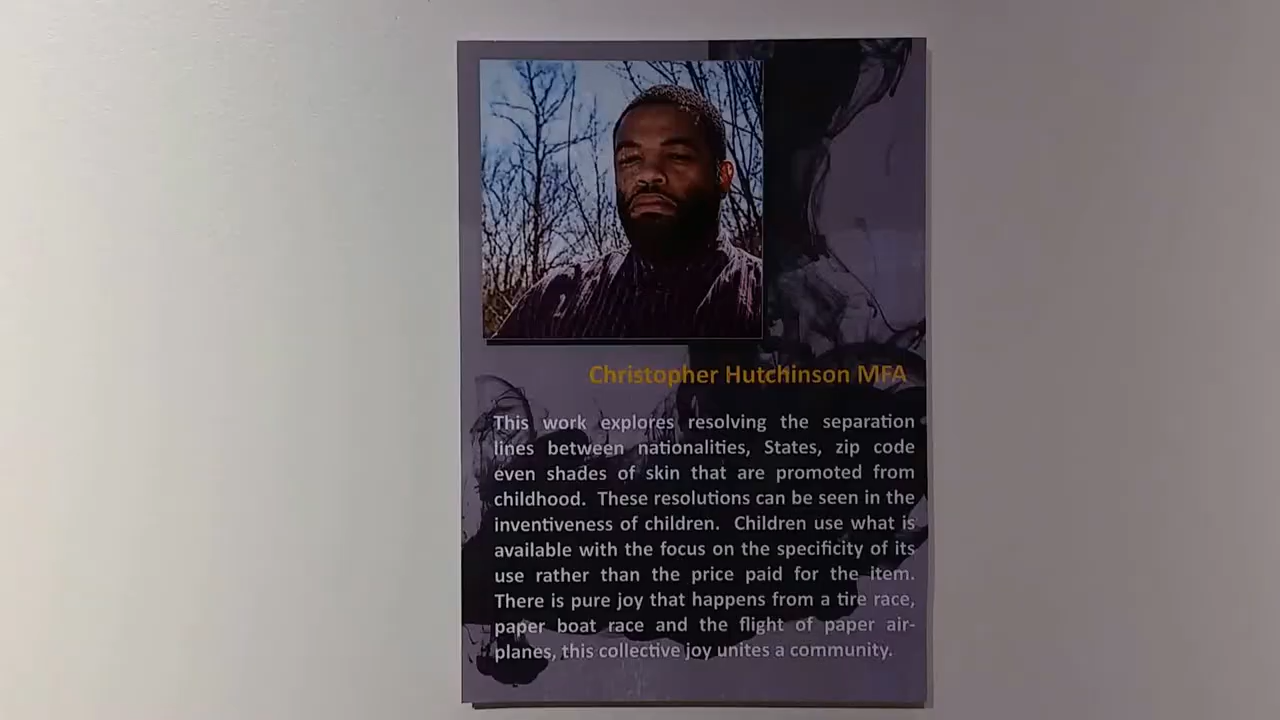 Christopher Hutchinson MFA
This work explores resolving the separation
lines between nationalities, States, zip code
even shades of skin that are promoted from
childhood. These resolutions can be seen in the
inventiveness of children. Children use what is
available with the focus on the specificity of its
use rather than the price paid for the item.
There is pure joy that happens from a tire race,
paper boat race and the flight of paper air-
planes, this collective joy unites a community.